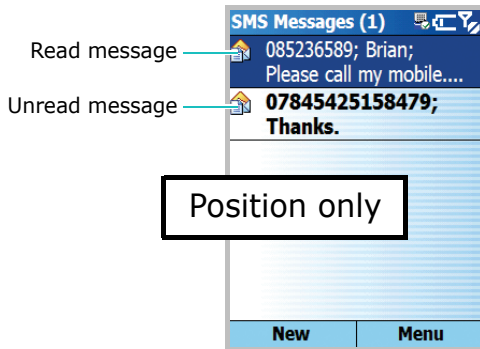 SMS Messages (1)
Read message
085236589; Brian;
Please call my mobile....
Unread message
07845425158479;
Thanks.
Position only
New Menu